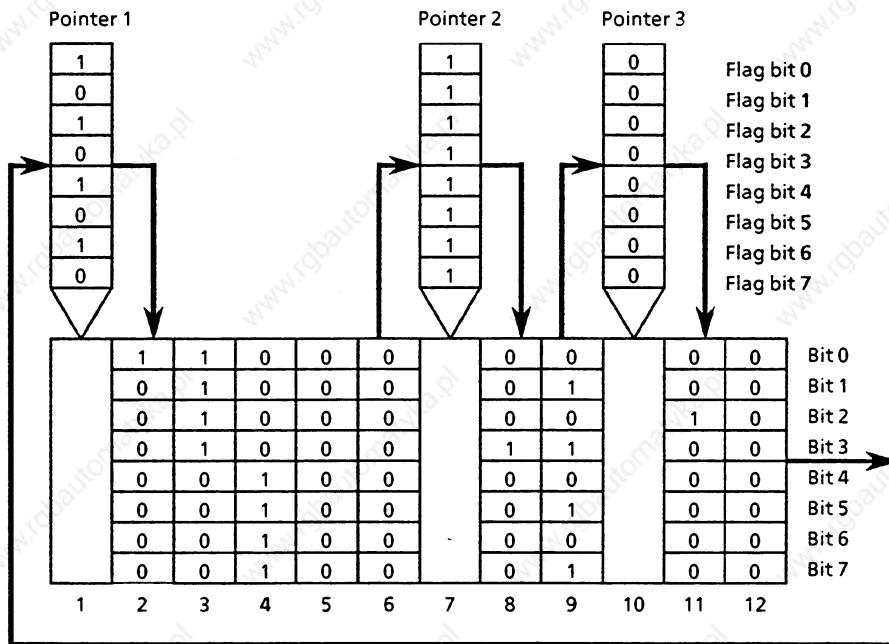 Pointer 1 Pointer 2 Pointer 3
1 1 0 Flag bit 0
0 1 0 Flag bit 1
1 1 0 Flag bit 2
0 1 0 Flag bit 3
1 1 0 Flag bit 4
0 1 0 Flag bit 5
1 1 0 Flag bit 6
0 1 0 Flag bit 7
1 1 0 0 0 0 0 0 0 Bit 0
0 1 0 0 0 0 1 0 0 Bit 1
0 1 0 0 0 0 0 1 0 Bit 2
0 1 0 0 0 1 1 0 0 Bit 3
0 0 1 0 0 0 0 0 0 Bit 4
0 0 1 0 0 0 1 0 0 Bit 5
0 0 1 0 0 0 0 0 0 Bit 6
0 0 1 0 0 0 1 0 0 Bit 7
1 2 3 4 5 6 7 8 9 10 11 12
www.rgbautomatyka.pl